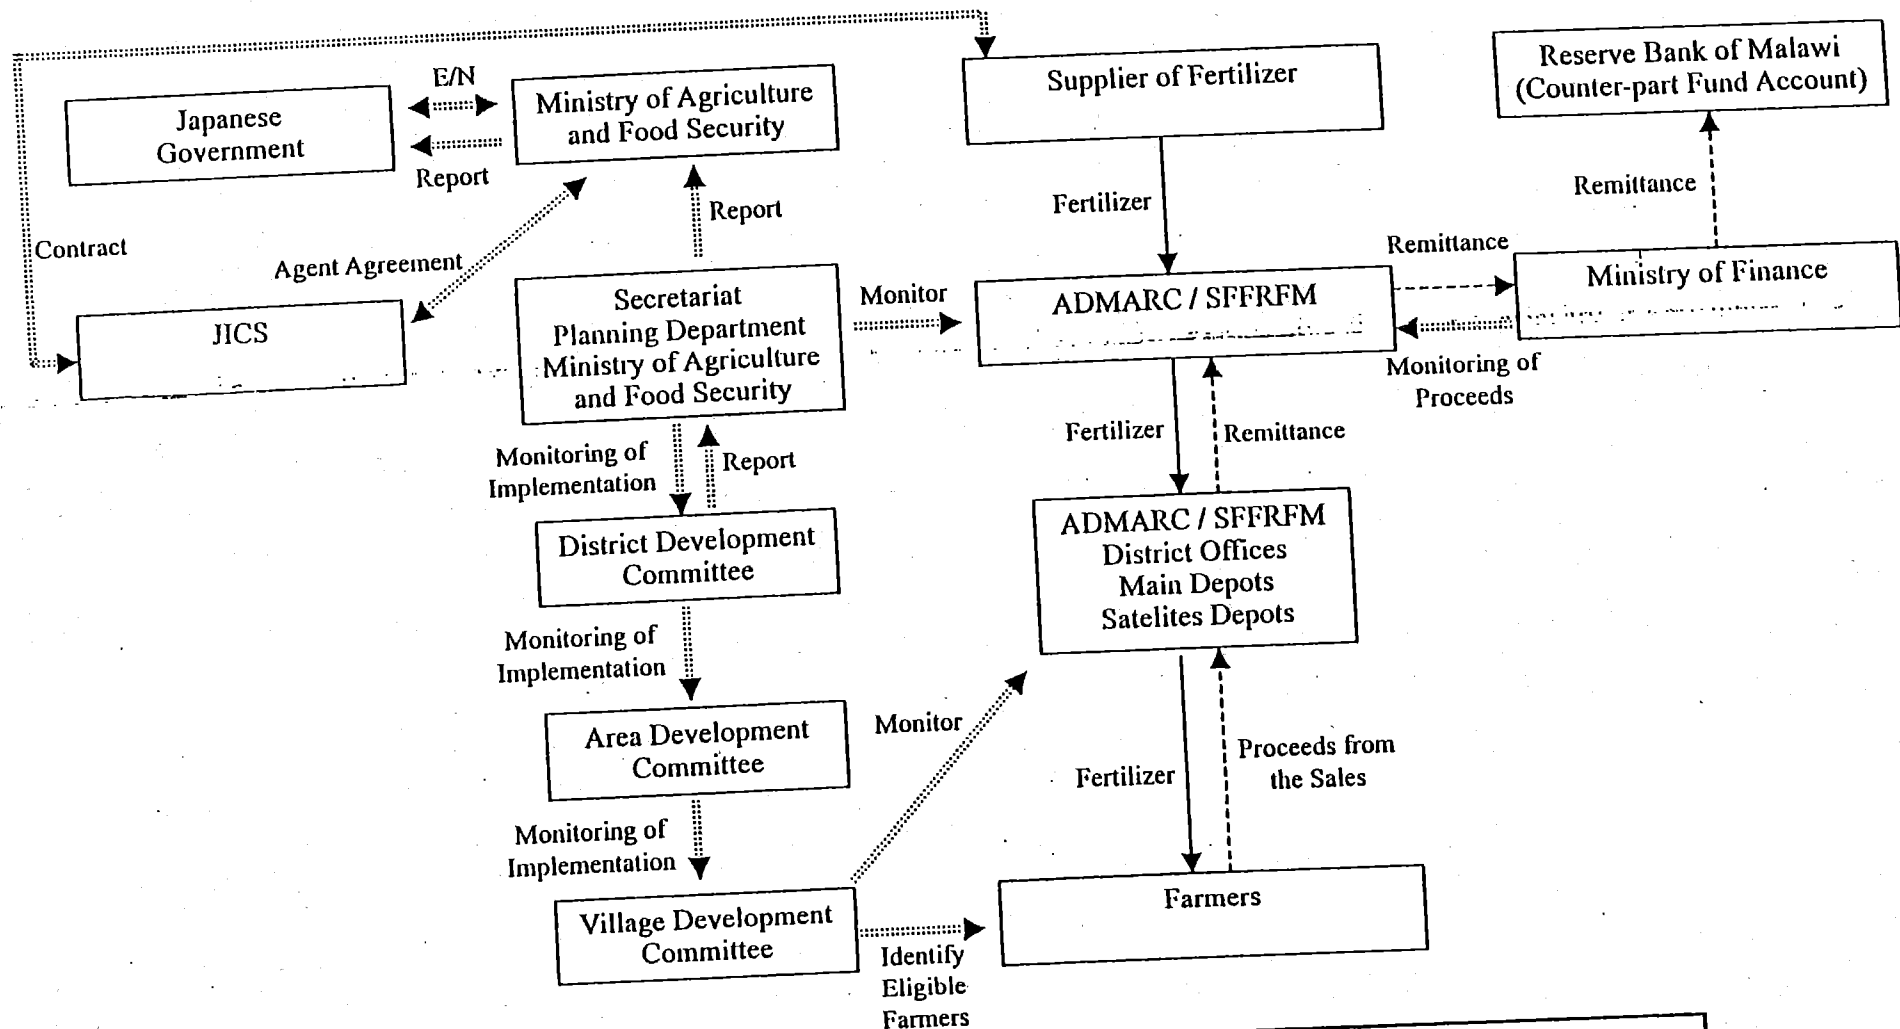 E/N
Japanese
Government
Report
Ministry of Agriculture
and Food Security
Supplier of Fertilizer
Reserve Bank of Malawi
(Counter-part Fund Account)
Contract
Agent Agreement
Report
Fertilizer
Remittance
Remittance
JICS
Secretariat
Planning Department
Ministry of Agriculture
and Food Security
Monitor
ADMARC / SFFRFM
Ministry of Finance
Monitoring of
Proceeds
Monitoring of
Implementation
Report
Fertilizer
Remittance
District Development
Committee
ADMARC / SFFRFM
District Offices
Main Depots
Satelites Depots
Monitoring of
Implementation
Area Development
Committee
Monitor
Fertilizer
Proceeds from
the Sales
Monitoring of
Implementation
Village Development
Committee
Identify
Eligible
Farmers
Farmers